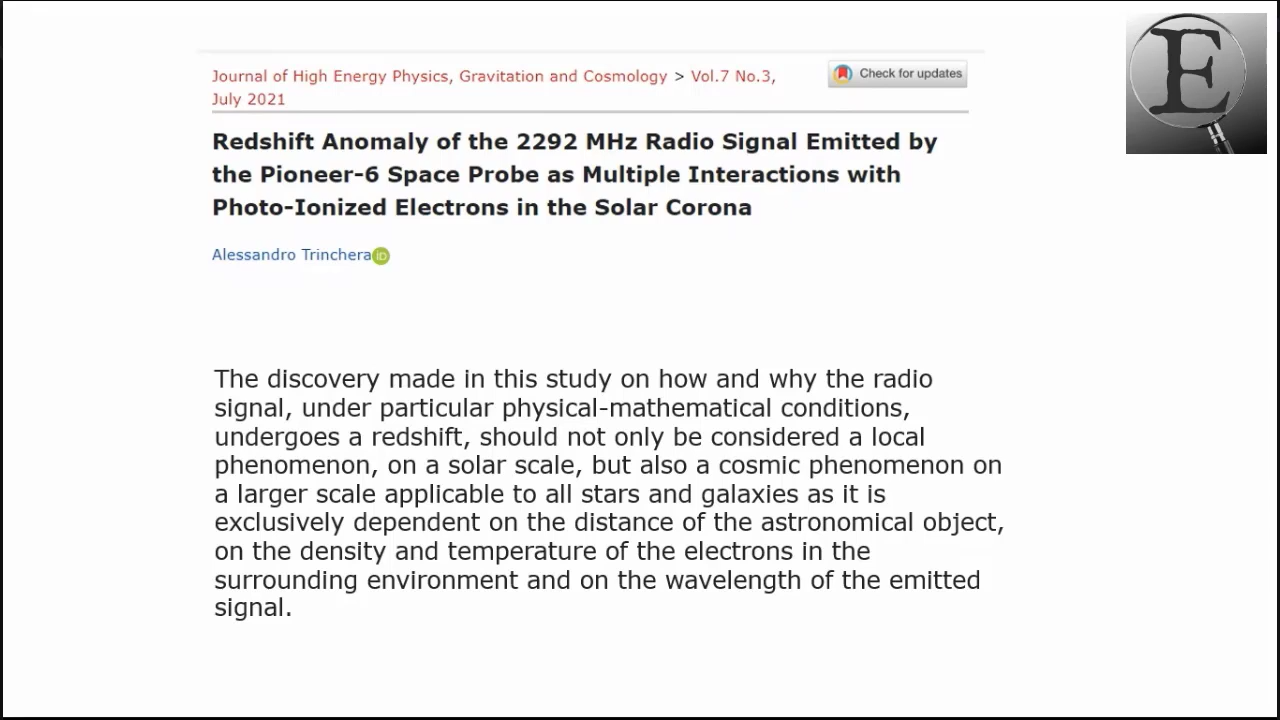 E
Journal of High Energy Physics, Gravitation and Cosmology > Vol.7 No.3,
July 2021
Check for updates
Redshift Anomaly of the 2292 MHz Radio Signal Emitted by
the Pioneer-6 Space Probe as Multiple Interactions with
Photo-Ionized Electrons in the Solar Corona
Alessandro Trinchera iD
The discovery made in this study on how and why the radio
signal, under particular physical-mathematical conditions,
undergoes a redshift, should not only be considered a local
phenomenon, on a solar scale, but also a cosmic phenomenon on
a larger scale applicable to all stars and galaxies as it is
exclusively dependent on the distance of the astronomical object,
on the density and temperature of the electrons in the
surrounding environment and on the wavelength of the emitted
signal.